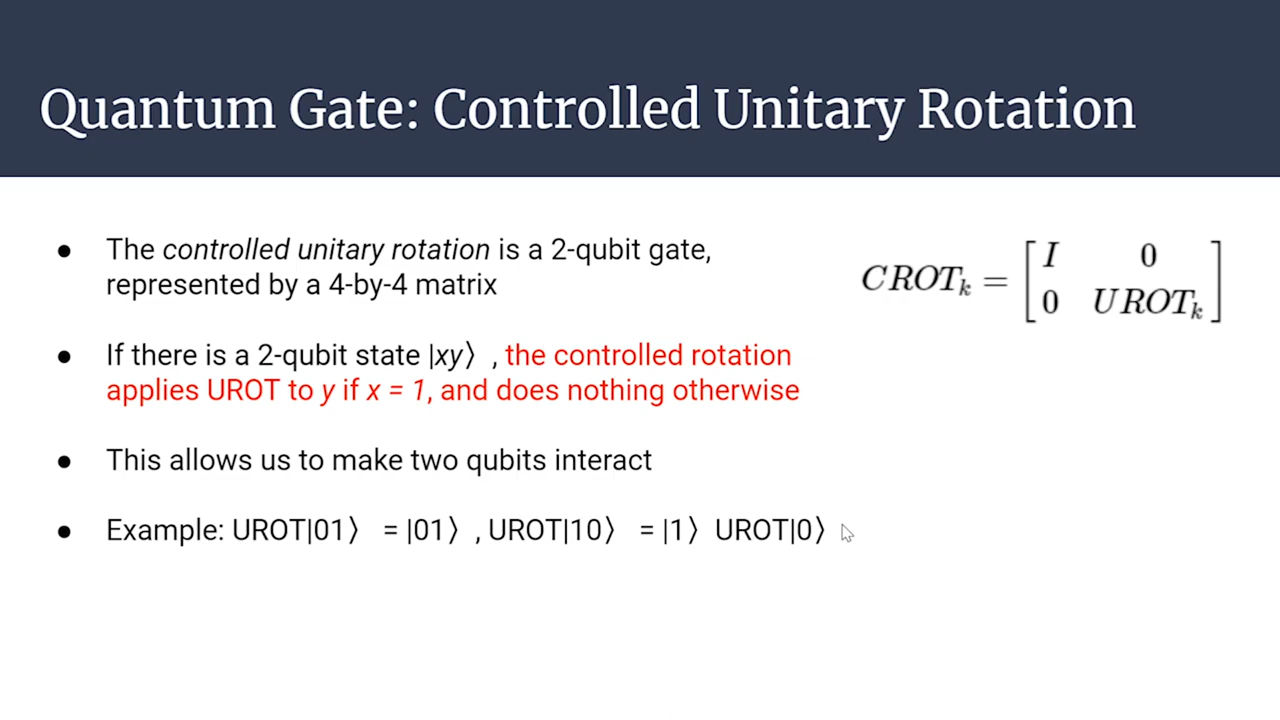 Quantum Gate: Controlled Unitary Rotation
● The controlled unitary rotation is a 2-qubit gate,
represented by a 4-by-4 matrix
CROTₖ = [ I 0
0 UROTₖ ]
● If there is a 2-qubit state |xy⟩ , the controlled rotation
applies UROT to y if x = 1, and does nothing otherwise
● This allows us to make two qubits interact
● Example: UROT|01⟩ = |01⟩ , UROT|10⟩ = |1⟩ UROT|0⟩